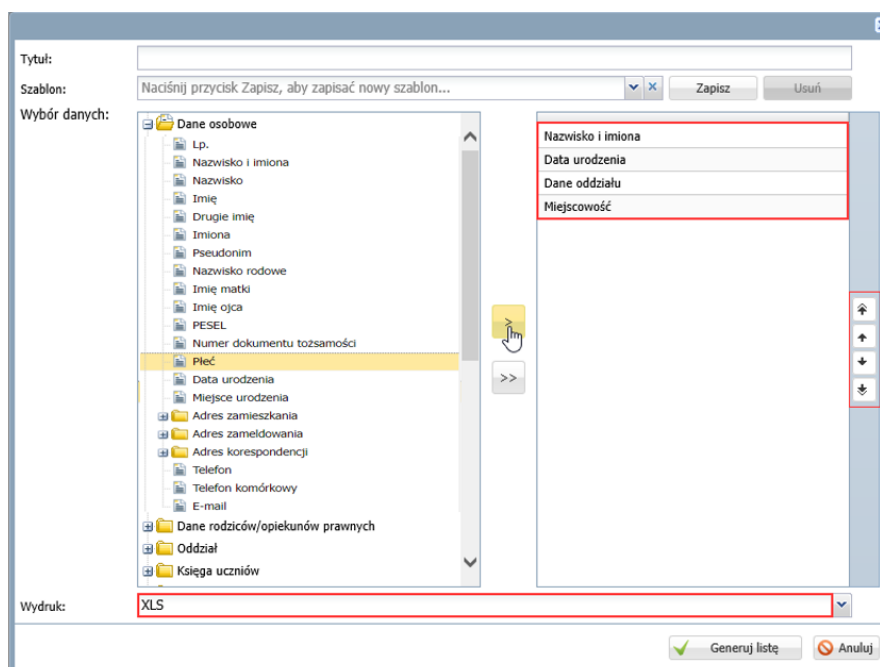 Tytuł:
Szablon: Naciśnij przycisk Zapisz, aby zapisać nowy szablon... Zapisz Usuń
Wybór danych:
Dane osobowe
Lp.
Nazwisko i imiona
Nazwisko
Imię
Drugie imię
Imiona
Pseudonim
Nazwisko rodowe
Imię matki
Imię ojca
PESEL
Numer dokumentu tożsamości
Płeć
Data urodzenia
Miejsce urodzenia
Adres zamieszkania
Adres zameldowania
Adres korespondencji
Telefon
Telefon komórkowy
E-mail
Dane rodziców/opiekunów prawnych
Oddział
Księga uczniów
>
>>
Nazwisko i imiona
Data urodzenia
Dane oddziału
Miejscowość
Wydruk: XLS
Generuj listę Anuluj